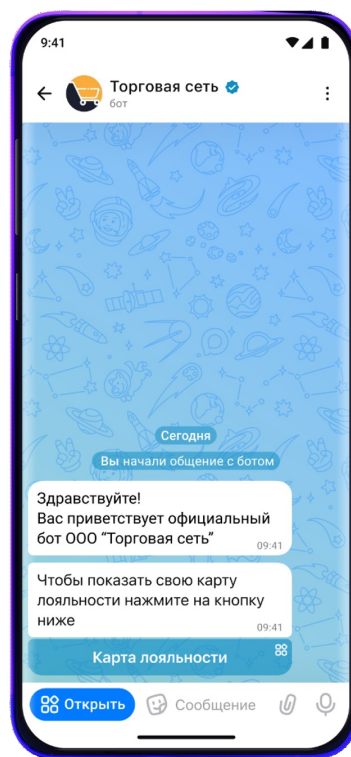 9:41
Торговая сеть
бот
Сегодня
Вы начали общение с ботом
Здравствуйте!
Вас приветствует официальный
бот ООО “Торговая сеть”
09:41
Чтобы показать свою карту
лояльности нажмите на кнопку
ниже
09:41
Карта лояльности
Открыть
Сообщение